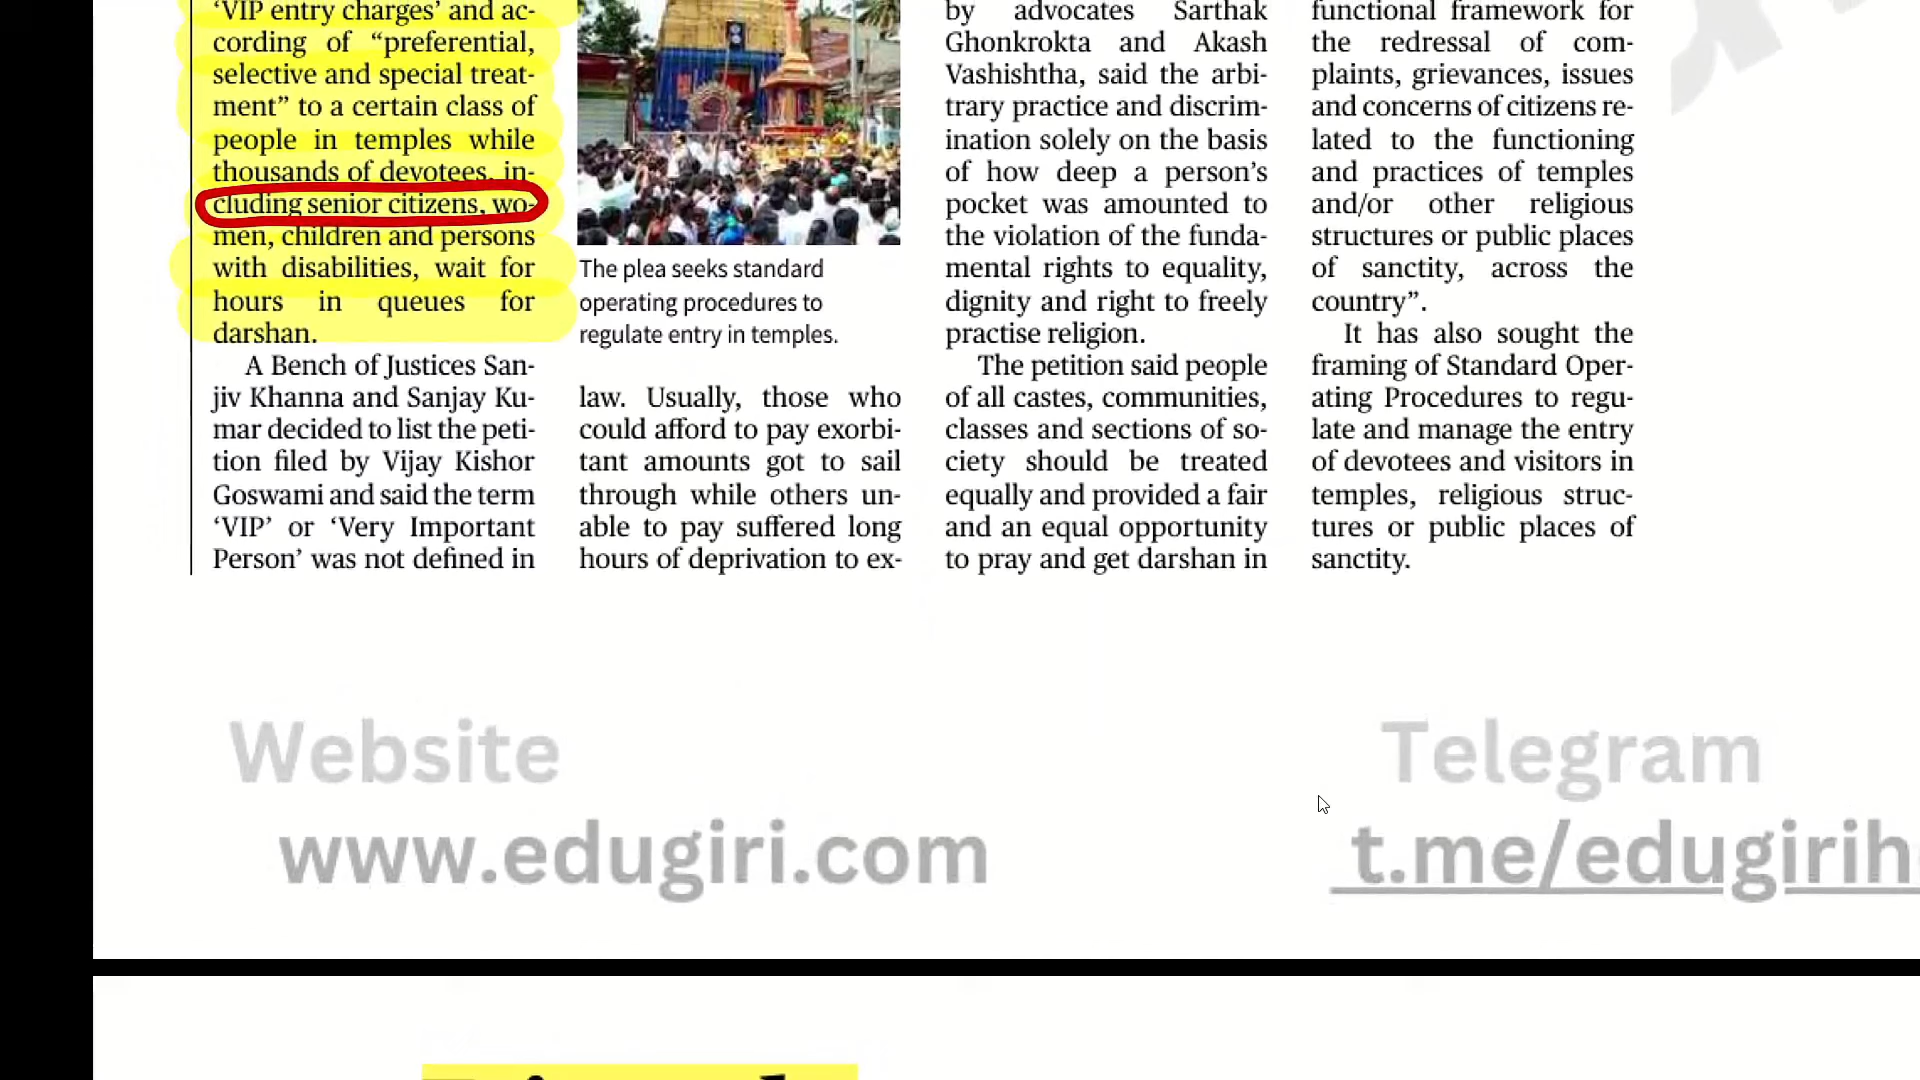 ‘VIP entry charges’ and ac-
cording of “preferential,
selective and special treat-
ment” to a certain class of
people in temples while
thousands of devotees, in-
cluding senior citizens, wo-
men, children and persons
with disabilities, wait for
hours in queues for
darshan.
A Bench of Justices San-
jiv Khanna and Sanjay Ku-
mar decided to list the peti-
tion filed by Vijay Kishor
Goswami and said the term
‘VIP’ or ‘Very Important
Person’ was not defined in
The plea seeks standard
operating procedures to
regulate entry in temples.
law. Usually, those who
could afford to pay exorbi-
tant amounts got to sail
through while others un-
able to pay suffered long
hours of deprivation to ex-
by advocates Sarthak
Ghonkrokta and Akash
Vashishtha, said the arbi-
trary practice and discrim-
ination solely on the basis
of how deep a person’s
pocket was amounted to
the violation of the funda-
mental rights to equality,
dignity and right to freely
practise religion.
The petition said people
of all castes, communities,
classes and sections of so-
ciety should be treated
equally and provided a fair
and an equal opportunity
to pray and get darshan in
functional framework for
the redressal of com-
plaints, grievances, issues
and concerns of citizens re-
lated to the functioning
and practices of temples
and/or other religious
structures or public places
of sanctity, across the
country”.
It has also sought the
framing of Standard Oper-
ating Procedures to regu-
late and manage the entry
of devotees and visitors in
temples, religious struc-
tures or public places of
sanctity.
Website
www.edugiri.com
Telegram
t.me/edugirih